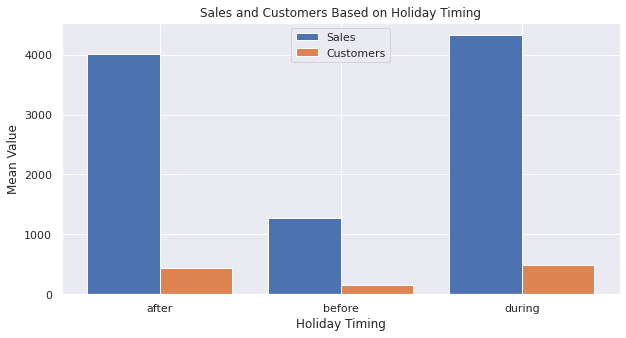 Sales and Customers Based on Holiday Timing
Sales
Customers
4000
3000
2000
1000
0
Mean Value
after
before
during
Holiday Timing